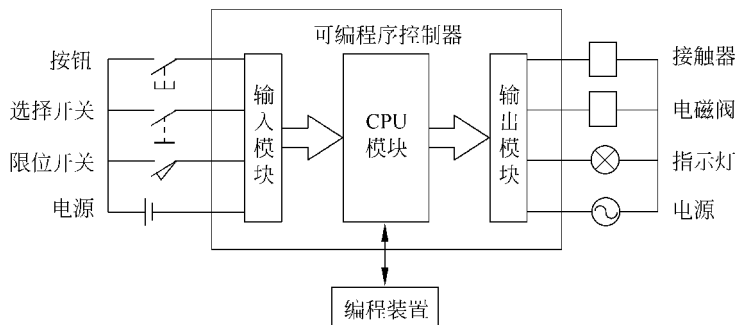 可编程序控制器
按钮
选择开关
限位开关
电源
输入模块
CPU
模块
输出模块
接触器
电磁阀
指示灯
电源
编程装置